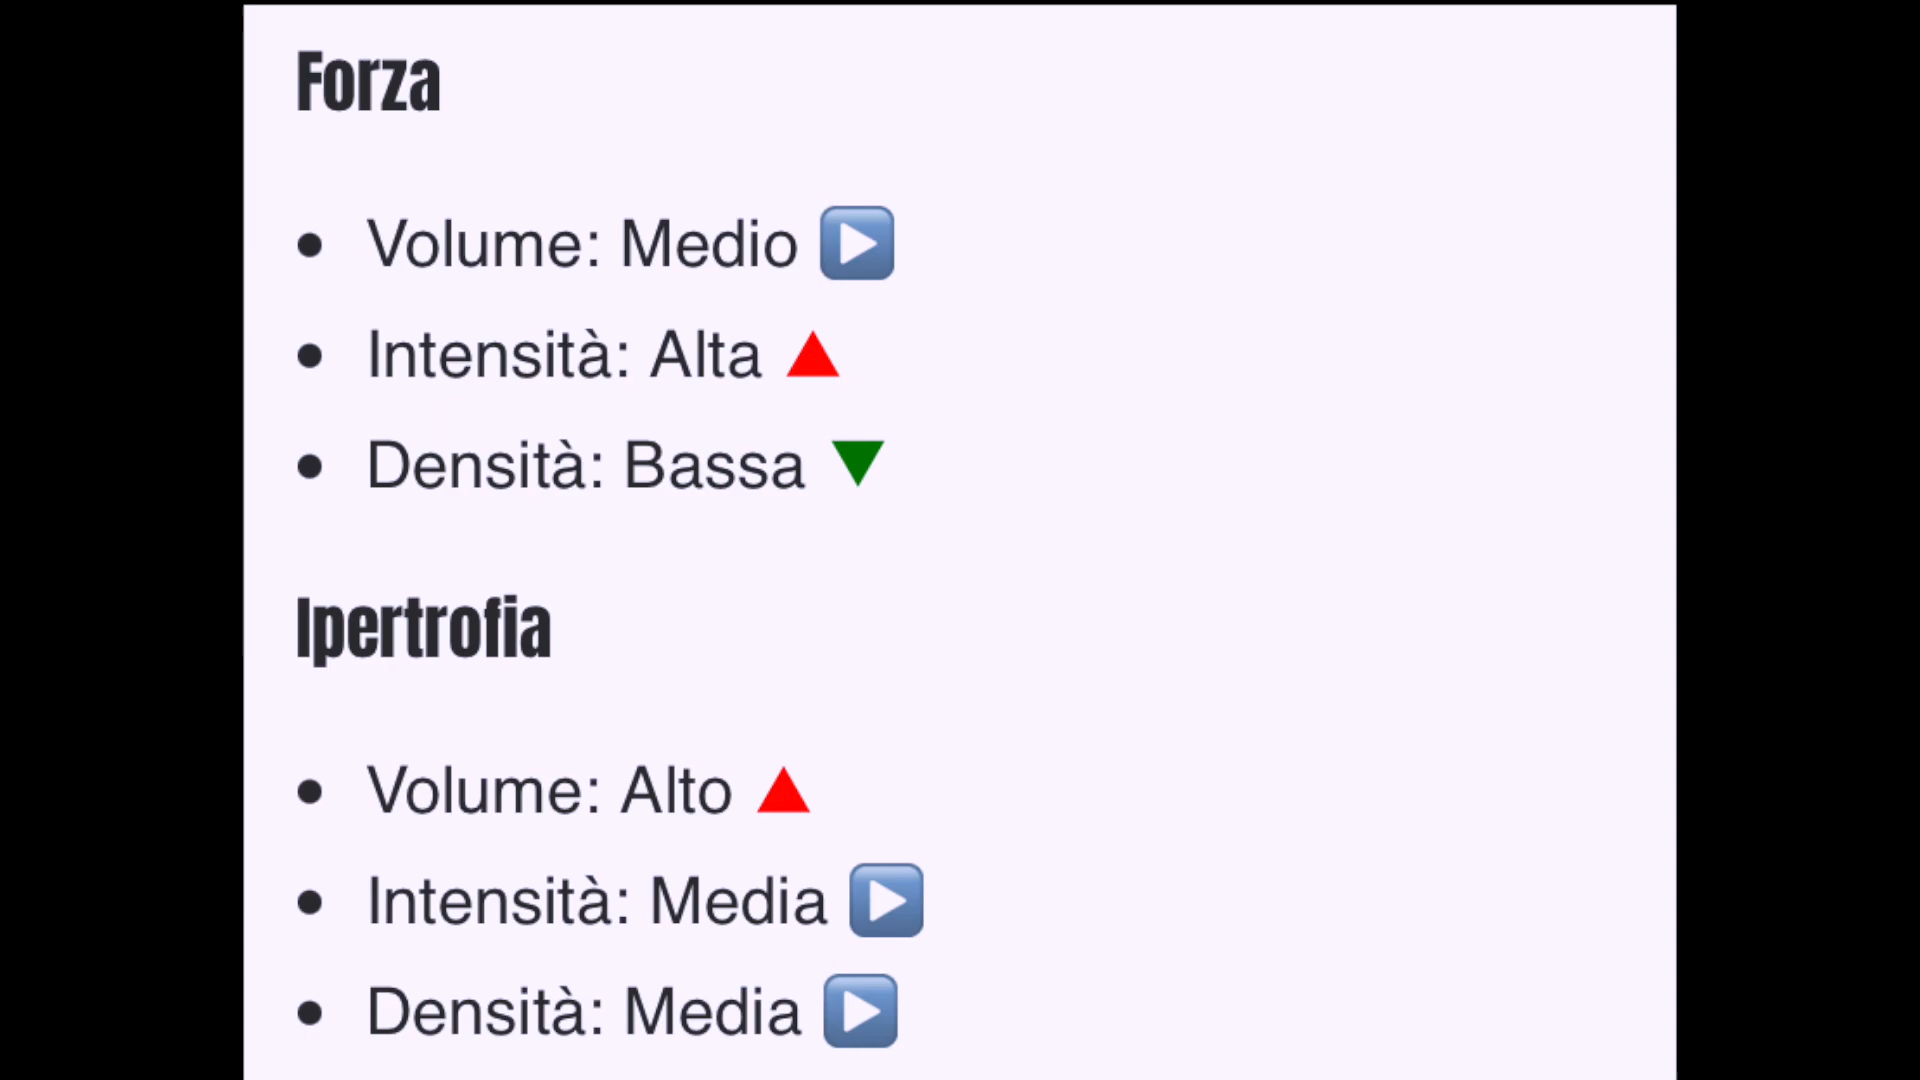 Forza
• Volume: Medio ▶️
• Intensità: Alta 🔺
• Densità: Bassa ▼
Ipertrofia
• Volume: Alto 🔺
• Intensità: Media ▶️
• Densità: Media ▶️